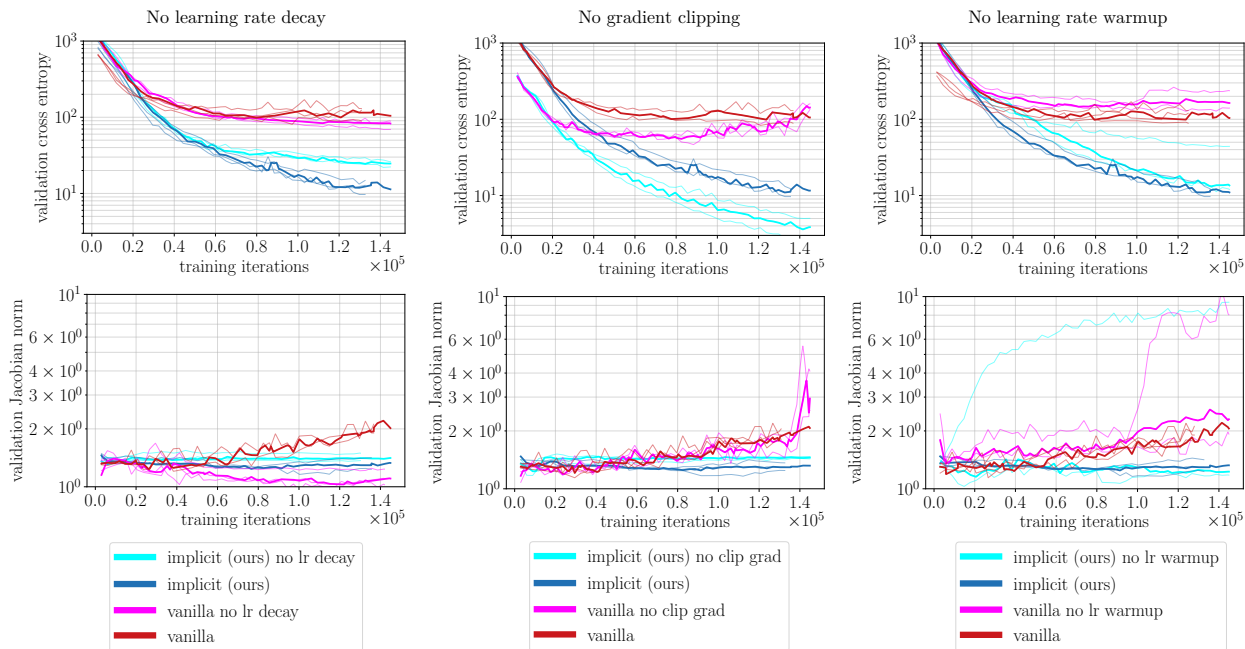 No learning rate decay
No gradient clipping
No learning rate warmup
validation cross entropy
10³
10²
10¹
0.0 0.2 0.4 0.6 0.8 1.0 1.2 1.4
training iterations
×10⁵
validation cross entropy
10³
10²
10¹
0.0 0.2 0.4 0.6 0.8 1.0 1.2 1.4
training iterations
×10⁵
validation cross entropy
10³
10²
10¹
0.0 0.2 0.4 0.6 0.8 1.0 1.2 1.4
training iterations
×10⁵
validation Jacobian norm
10¹
6 × 10⁰
4 × 10⁰
3 × 10⁰
2 × 10⁰
10⁰
0.0 0.2 0.4 0.6 0.8 1.0 1.2 1.4
training iterations
×10⁵
validation Jacobian norm
10¹
6 × 10⁰
4 × 10⁰
3 × 10⁰
2 × 10⁰
10⁰
0.0 0.2 0.4 0.6 0.8 1.0 1.2 1.4
training iterations
×10⁵
validation Jacobian norm
10¹
6 × 10⁰
4 × 10⁰
3 × 10⁰
2 × 10⁰
10⁰
0.0 0.2 0.4 0.6 0.8 1.0 1.2 1.4
training iterations
×10⁵
implicit (ours) no lr decay
implicit (ours)
vanilla no lr decay
vanilla
implicit (ours) no clip grad
implicit (ours)
vanilla no clip grad
vanilla
implicit (ours) no lr warmup
implicit (ours)
vanilla no lr warmup
vanilla